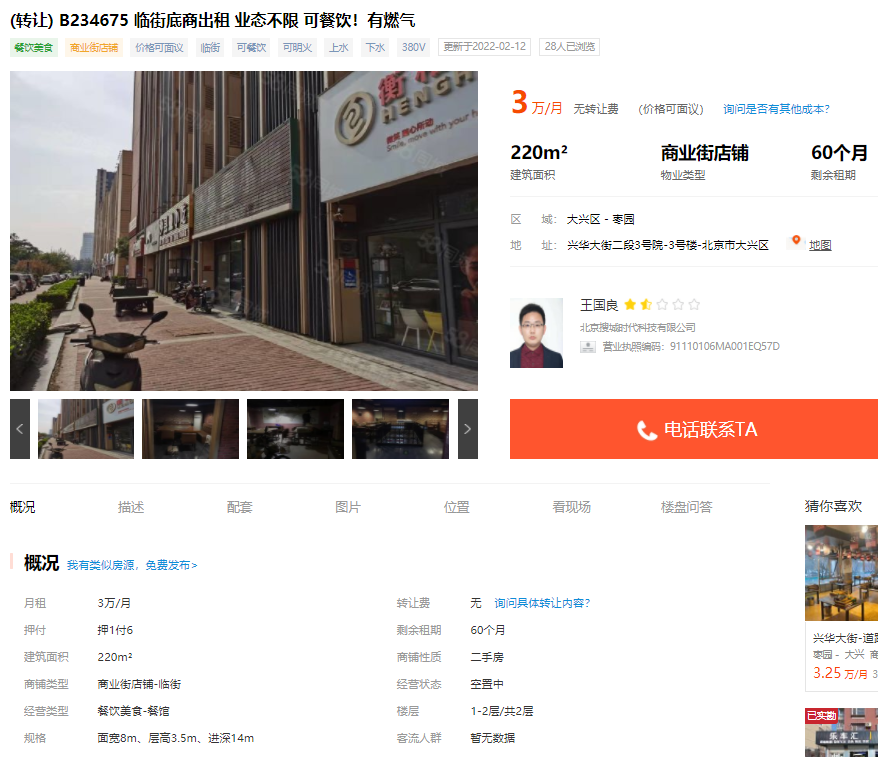 (转让) B234675 临街底商出租 业态不限 可餐饮！有燃气
餐饮美食 商业街店铺 价格可面议 临街 可餐饮 可明火 上水 下水 380V 更新于2022-02-12 28人已浏览
HENGH
Smile, move with your h
3 万/月 无转让费 (价格可面议) 询问是否有其他成本?
220m² 商业街店铺 60个月
建筑面积 物业类型 剩余租期
区 域: 大兴区 - 枣园
地 址: 兴华大街二段3号院-3号楼-北京市大兴区 地图
王国良
北京搜城时代科技有限公司
营业执照编码: 91110106MA001EQ57D
电话联系TA
概况 描述 配套 图片 位置 看现场 楼盘问答
猜你喜欢
概况 我有类似房源，免费发布>
月租 3万/月 转让费 无 询问具体转让内容?
押付 押1付6 剩余租期 60个月
建筑面积 220m² 商铺性质 二手房
商铺类型 商业街店铺-临街 经营状态 空置中
经营类型 餐饮美食-餐馆 楼层 1-2层/共2层
规格 面宽8m、层高3.5m、进深14m 客流人群 暂无数据
兴华大街-道
枣园 - 大兴 商
3.25 万/月 3
已实勘
乐车汇